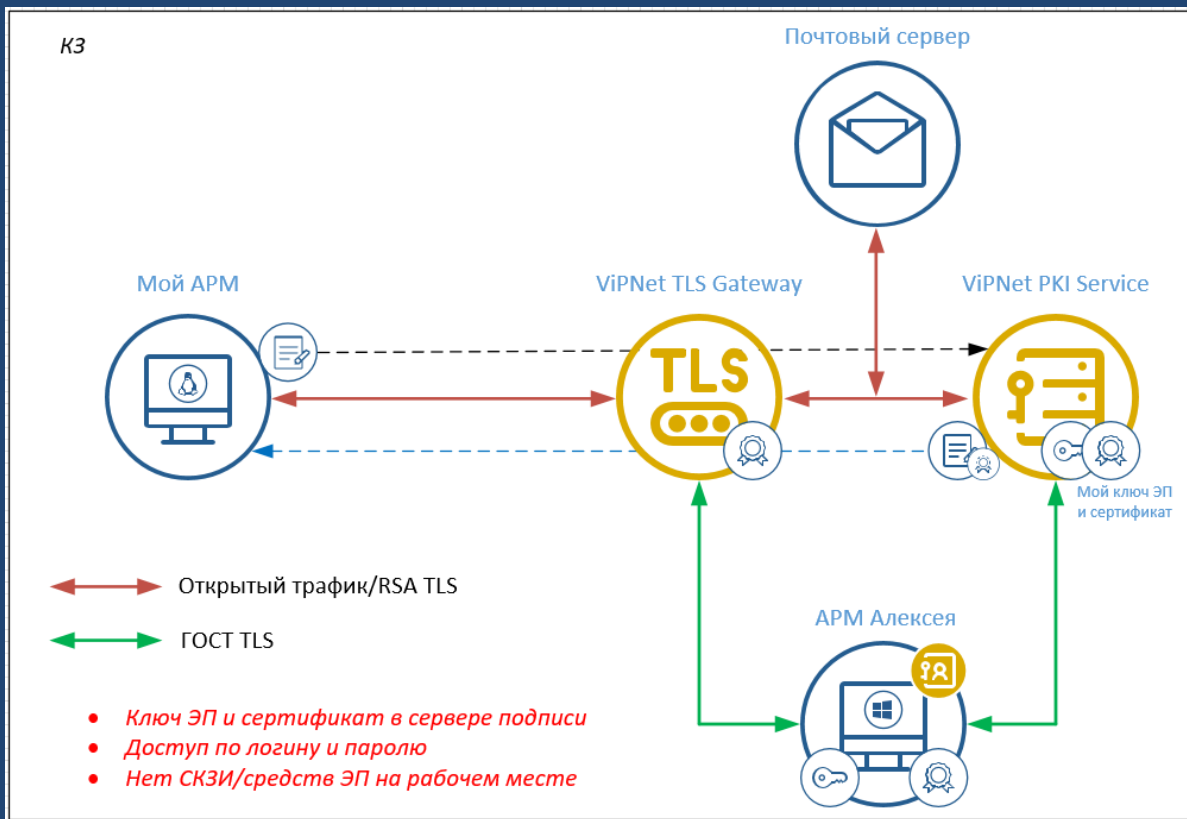 КЗ
Почтовый сервер
Мой АРМ
ViPNet TLS Gateway
ViPNet PKI Service
TLS
Мой ключ ЭП
и сертификат
Открытый трафик/RSA TLS
ГОСТ TLS
АРМ Алексея
• Ключ ЭП и сертификат в сервере подписи
• Доступ по логину и паролю
• Нет СКЗИ/средств ЭП на рабочем месте